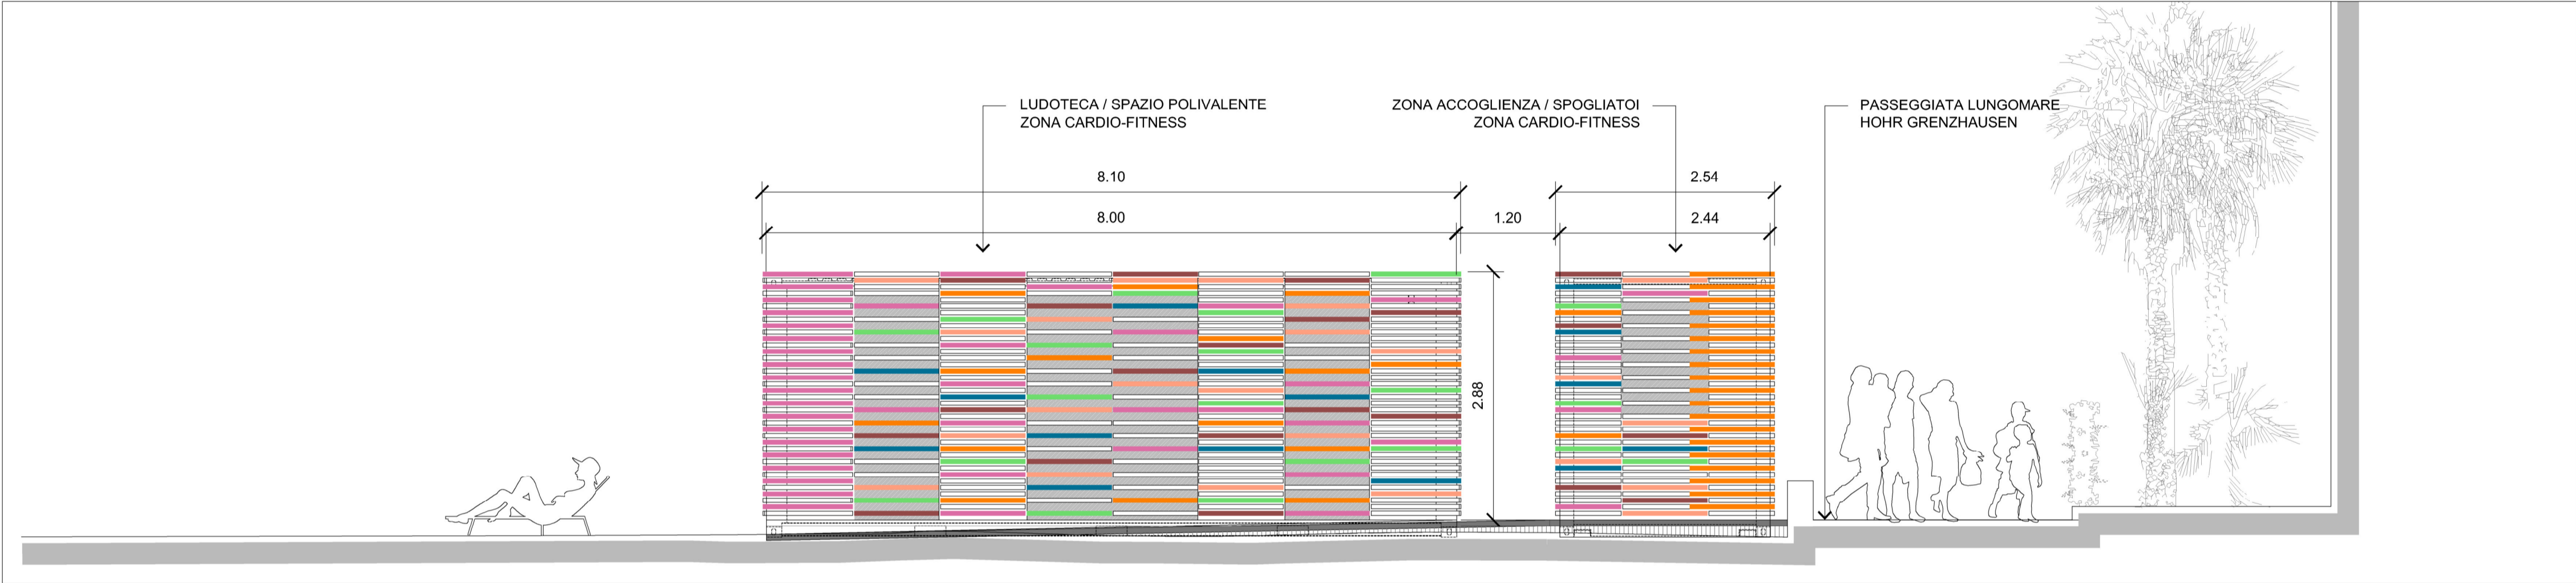 LUDOTECA / SPAZIO POLIVALENTE
ZONA CARDIO-FITNESS
ZONA ACCOGLIENZA / SPOGLIATOI
ZONA CARDIO-FITNESS
PASSEGGIATA LUNGOMARE
HOHR GRENZHAUSEN
8.10
2.54
8.00
1.20
2.44
2.88